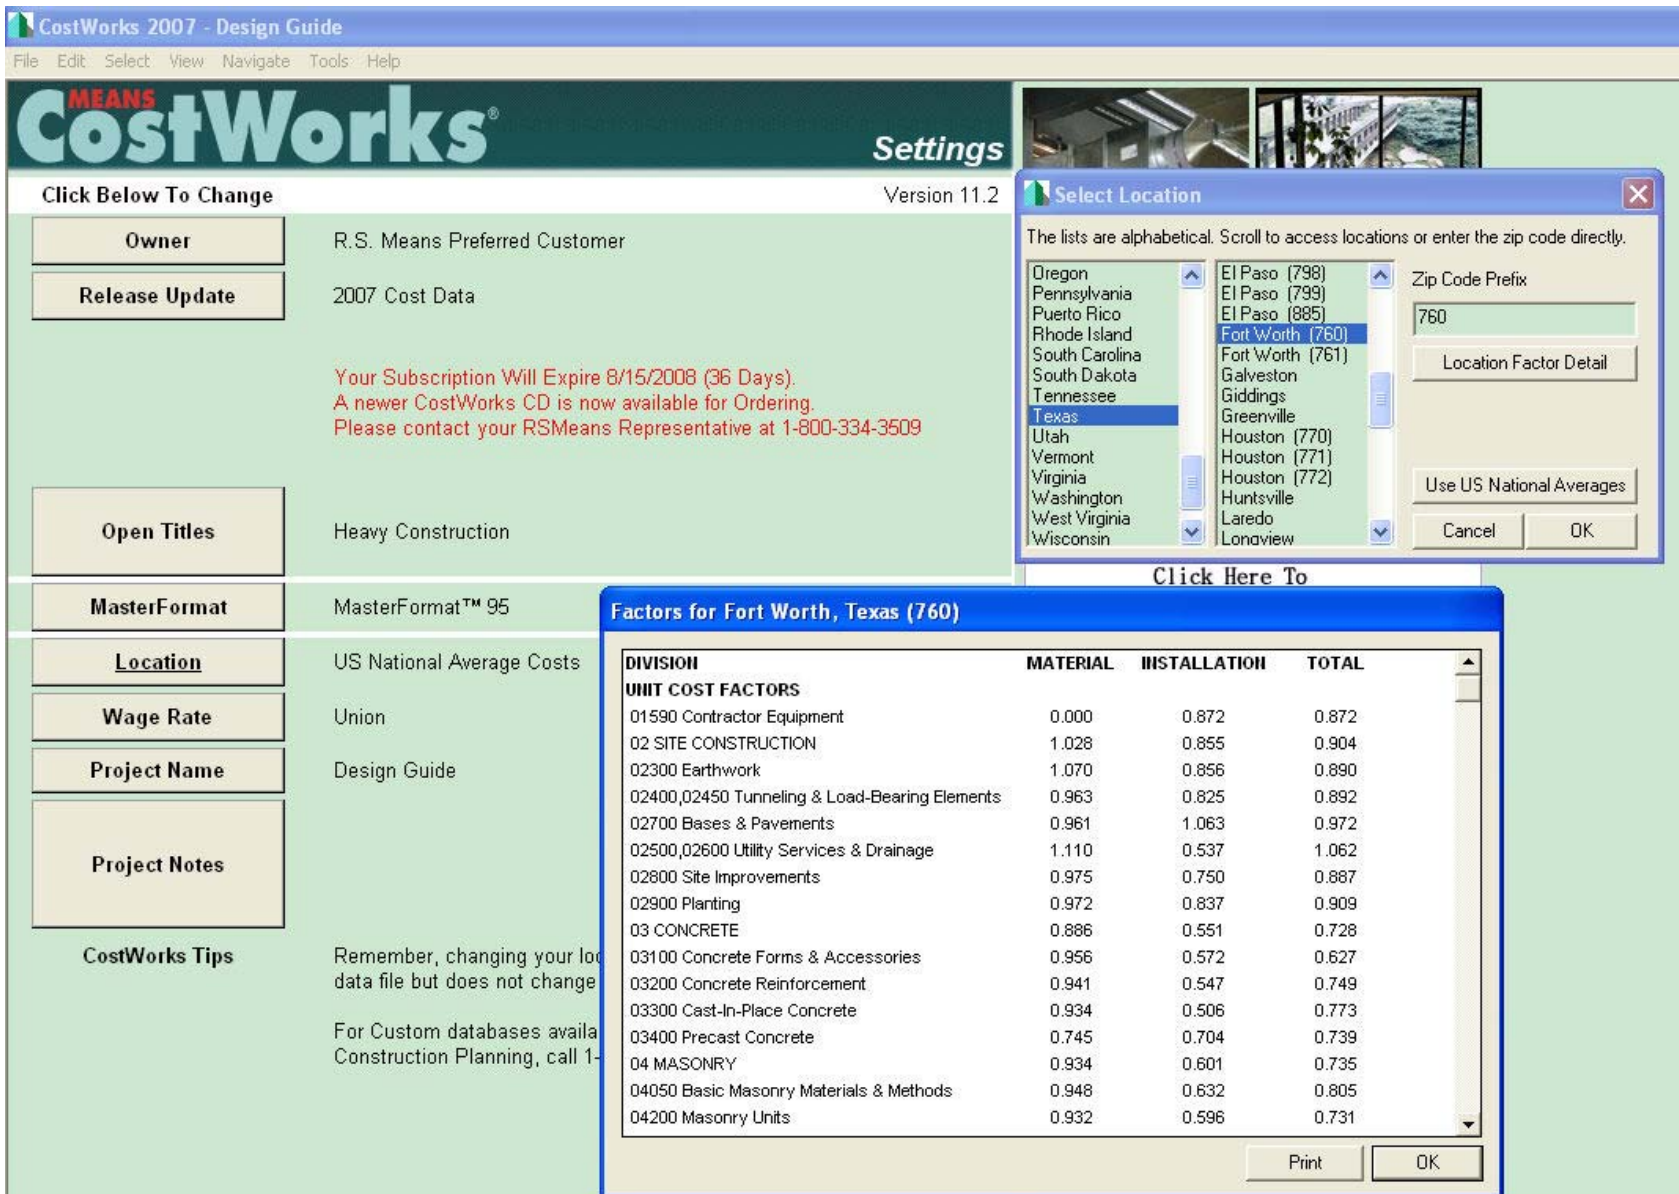 CostWorks 2007 - Design Guide
File Edit Select View Navigate Tools Help
MEANS
CostWorks®
Settings
Click Below To Change
Version 11.2
Owner
R.S. Means Preferred Customer
Release Update
2007 Cost Data
Your Subscription Will Expire 8/15/2008 (36 Days).
A newer CostWorks CD is now available for Ordering.
Please contact your RSMeans Representative at 1-800-334-3509
Open Titles
Heavy Construction
MasterFormat
MasterFormat™ 95
Location
US National Average Costs
Wage Rate
Union
Project Name
Design Guide
Project Notes
CostWorks Tips
Remember, changing your loc
data file but does not change
For Custom databases availa
Construction Planning, call 1-
Select Location
The lists are alphabetical. Scroll to access locations or enter the zip code directly.
Oregon
Pennsylvania
Puerto Rico
Rhode Island
South Carolina
South Dakota
Tennessee
Texas
Utah
Vermont
Virginia
Washington
West Virginia
Wisconsin
El Paso (798)
El Paso (799)
El Paso (885)
Fort Worth (760)
Fort Worth (761)
Galveston
Giddings
Greenville
Houston (770)
Houston (771)
Houston (772)
Huntsville
Laredo
Longview
Zip Code Prefix
760
Location Factor Detail
Use US National Averages
Cancel OK
Click Here To
Factors for Fort Worth, Texas (760)
DIVISION MATERIAL INSTALLATION TOTAL
UNIT COST FACTORS
01590 Contractor Equipment 0.000 0.872 0.872
02 SITE CONSTRUCTION 1.028 0.855 0.904
02300 Earthwork 1.070 0.856 0.890
02400,02450 Tunneling & Load-Bearing Elements 0.963 0.825 0.892
02700 Bases & Pavements 0.961 1.063 0.972
02500,02600 Utility Services & Drainage 1.110 0.537 1.062
02800 Site Improvements 0.975 0.750 0.887
02900 Planting 0.972 0.837 0.909
03 CONCRETE 0.886 0.551 0.728
03100 Concrete Forms & Accessories 0.956 0.572 0.627
03200 Concrete Reinforcement 0.941 0.547 0.749
03300 Cast-In-Place Concrete 0.934 0.506 0.773
03400 Precast Concrete 0.745 0.704 0.739
04 MASONRY 0.934 0.601 0.735
04050 Basic Masonry Materials & Methods 0.948 0.632 0.805
04200 Masonry Units 0.932 0.596 0.731
Print OK